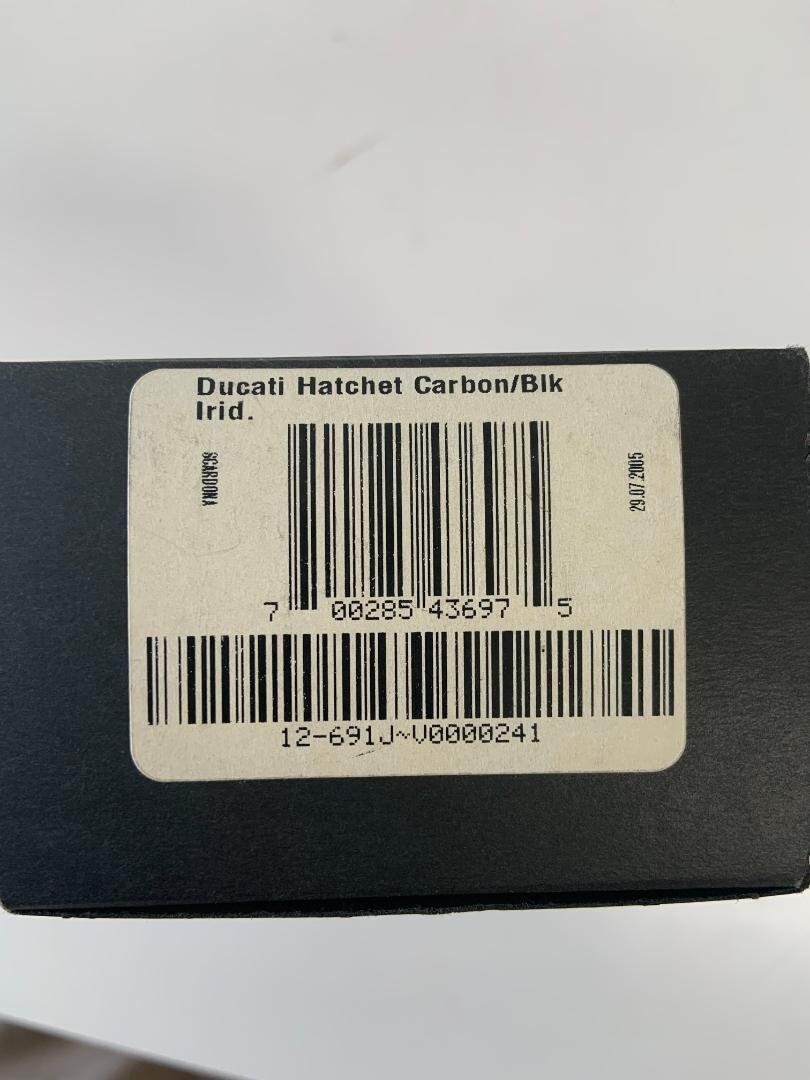 Ducati Hatchet Carbon/Blk
Irid.
SCARDONA
29.07.2005
7 00285 43697 5
12-691J~V0000241